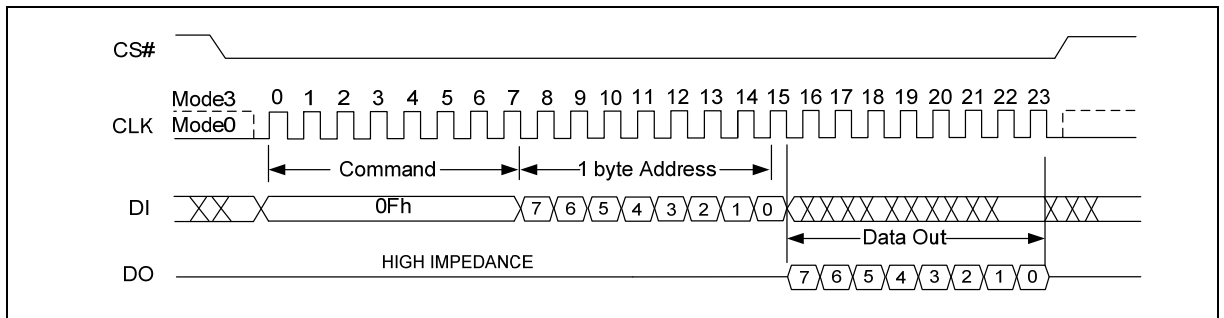 CS#
Mode3 0 1 2 3 4 5 6 7 8 9 10 11 12 13 14 15 16 17 18 19 20 21 22 23
CLK Mode0
Command 1 byte Address
DI 0Fh 7 6 5 4 3 2 1 0
Data Out
DO HIGH IMPEDANCE 7 6 5 4 3 2 1 0